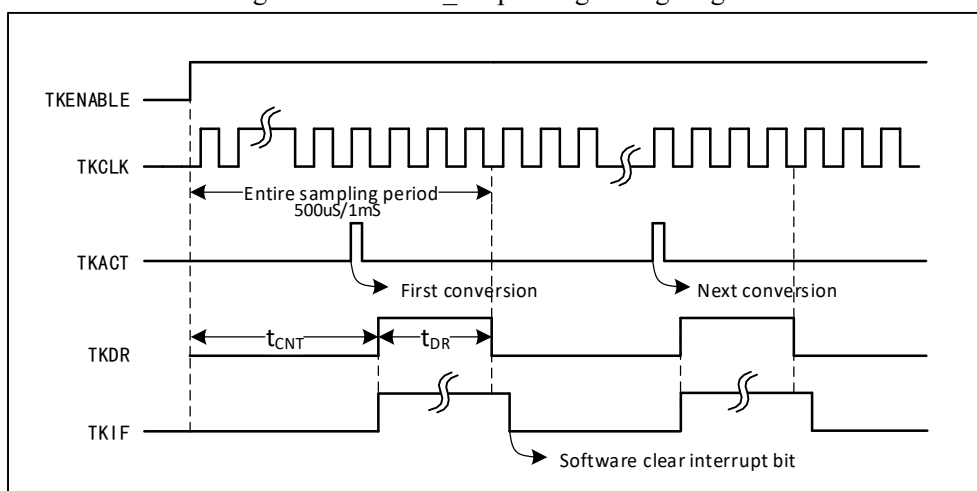 TKENABLE
TKCLK
Entire sampling period
500uS/1mS
TKACT
First conversion
Next conversion
TKDR
tCNT
tDR
TKIF
Software clear interrupt bit